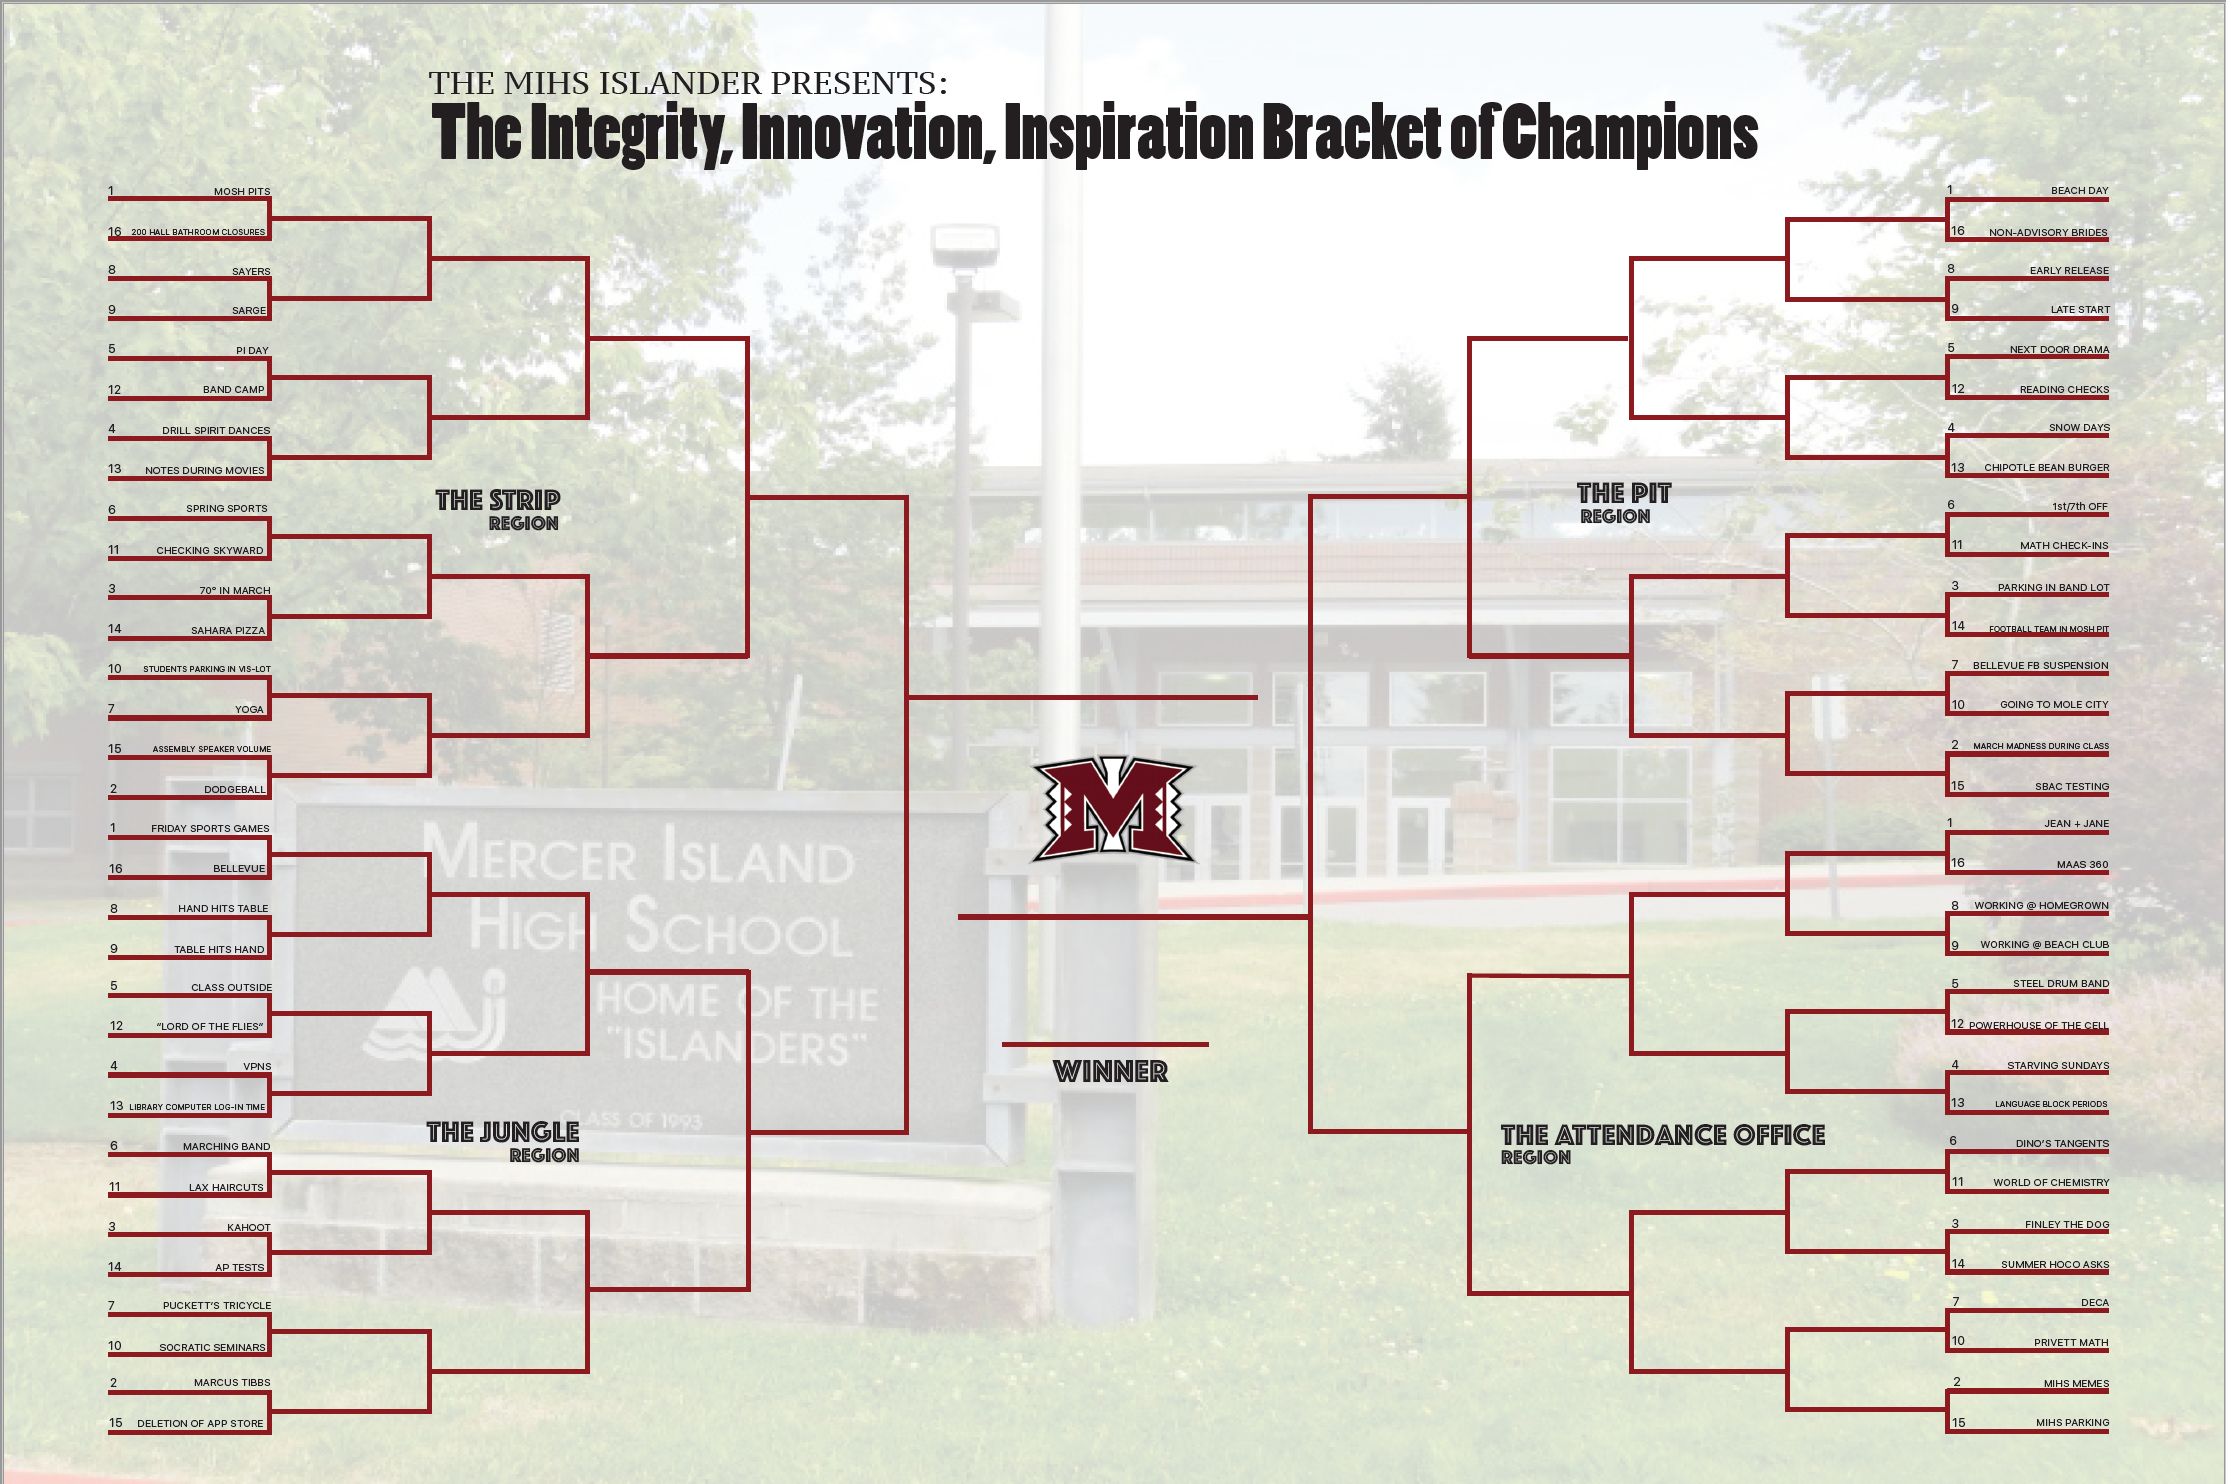 THE MIHS ISLANDER PRESENTS:
The Integrity, Innovation, Inspiration Bracket of Champions
1 MOSH PITS
16 200 HALL BATHROOM CLOSURES
8 SAYERS
9 SARGE
5 PI DAY
12 BAND CAMP
4 DRILL SPIRIT DANCES
13 NOTES DURING MOVIES
THE STRIP
REGION
6 SPRING SPORTS
11 CHECKING SKYWARD
3 70° IN MARCH
14 SAHARA PIZZA
10 STUDENTS PARKING IN VIS-LOT
7 YOGA
15 ASSEMBLY SPEAKER VOLUME
2 DODGEBALL
1 FRIDAY SPORTS GAMES
16 BELLEVUE
8 HAND HITS TABLE
9 TABLE HITS HAND
5 CLASS OUTSIDE
12 "LORD OF THE FLIES"
4 VPNS
13 LIBRARY COMPUTER LOG-IN TIME
THE JUNGLE
REGION
6 MARCHING BAND
11 LAX HAIRCUTS
3 KAHOOT
14 AP TESTS
7 PUCKETT'S TRICYCLE
10 SOCRATIC SEMINARS
2 MARCUS TIBBS
15 DELETION OF APP STORE
MERCER ISLAND
HIGH SCHOOL
MI
HOME OF THE
"ISLANDERS"
CLASS OF 1993
M
WINNER
1 BEACH DAY
16 NON-ADVISORY BRIDES
8 EARLY RELEASE
9 LATE START
5 NEXT DOOR DRAMA
12 READING CHECKS
4 SNOW DAYS
13 CHIPOTLE BEAN BURGER
THE PIT
REGION
6 1st/7th OFF
11 MATH CHECK-INS
3 PARKING IN BAND LOT
14 FOOTBALL TEAM IN MOSH PIT
7 BELLEVUE FB SUSPENSION
10 GOING TO MOLE CITY
2 MARCH MADNESS DURING CLASS
15 SBAC TESTING
1 JEAN + JANE
16 MAAS 360
8 WORKING @ HOMEGROWN
9 WORKING @ BEACH CLUB
5 STEEL DRUM BAND
12 POWERHOUSE OF THE CELL
4 STARVING SUNDAYS
13 LANGUAGE BLOCK PERIODS
THE ATTENDANCE OFFICE
REGION
6 DINO'S TANGENTS
11 WORLD OF CHEMISTRY
3 FINLEY THE DOG
14 SUMMER HOCO ASKS
7 DECA
10 PRIVETT MATH
2 MIHS MEMES
15 MIHS PARKING